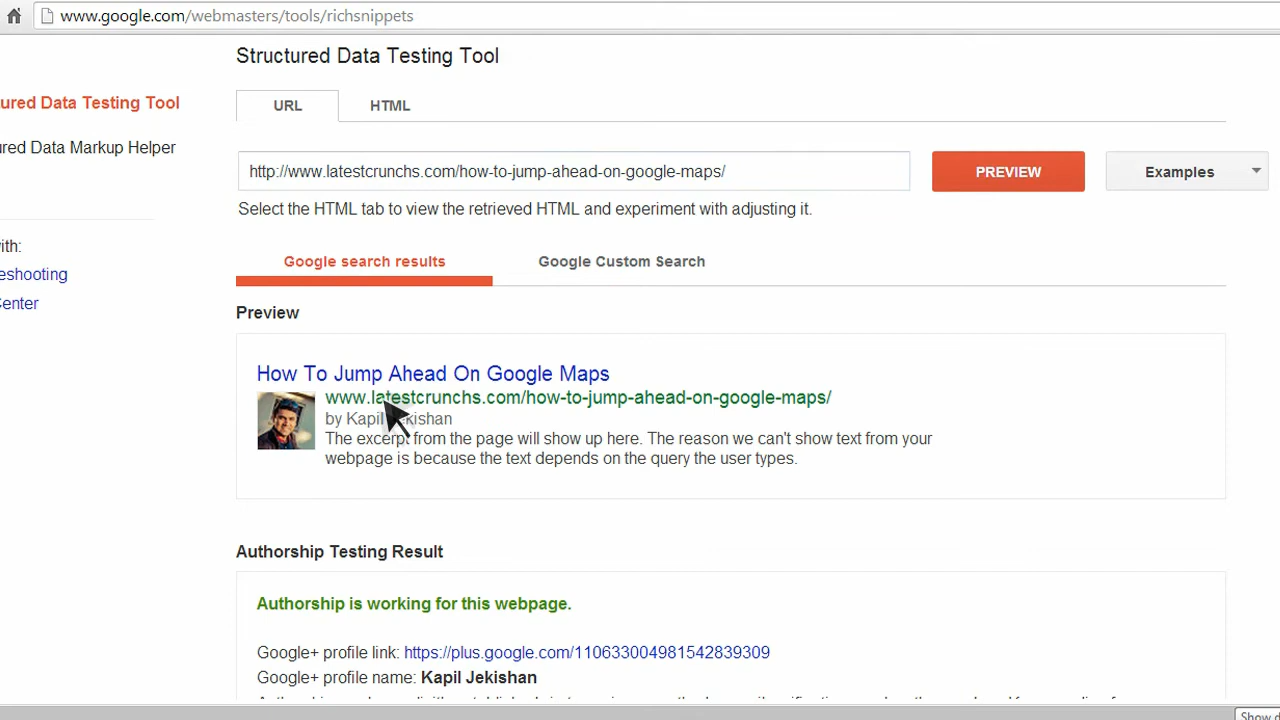 www.google.com/webmasters/tools/richsnippets
Structured Data Testing Tool
ured Data Testing Tool
ured Data Markup Helper
ith:
eshooting
Center
URL HTML
http://www.latestcrunchs.com/how-to-jump-ahead-on-google-maps/ PREVIEW Examples
Select the HTML tab to view the retrieved HTML and experiment with adjusting it.
Google search results Google Custom Search
Preview
How To Jump Ahead On Google Maps
www.latestcrunchs.com/how-to-jump-ahead-on-google-maps/
by Kapil Jekishan
The excerpt from the page will show up here. The reason we can't show text from your
webpage is because the text depends on the query the user types.
Authorship Testing Result
Authorship is working for this webpage.
Google+ profile link: https://plus.google.com/110633004981542839309
Google+ profile name: Kapil Jekishan
Show d